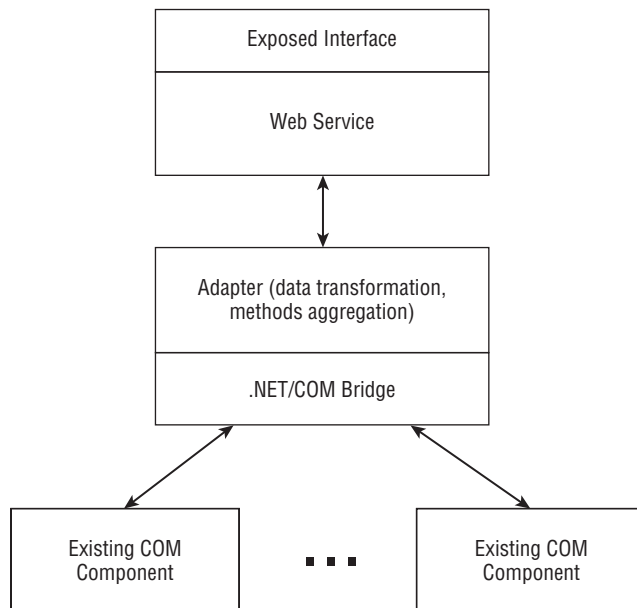 Exposed Interface
Web Service
Adapter (data transformation,
methods aggregation)
.NET/COM Bridge
Existing COM
Component
Existing COM
Component